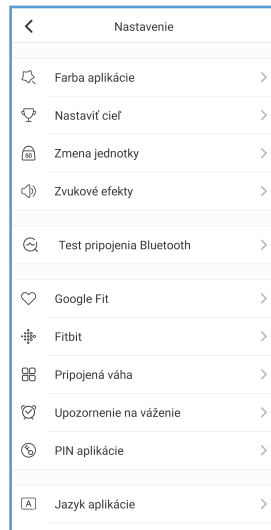 Nastavenie
Farba aplikácie
Nastaviť cieľ
50
Zmena jednotky
Zvukové efekty
Test pripojenia Bluetooth
Google Fit
Fitbit
Pripojená váha
Upozornenie na váženie
PIN aplikácie
A
Jazyk aplikácie